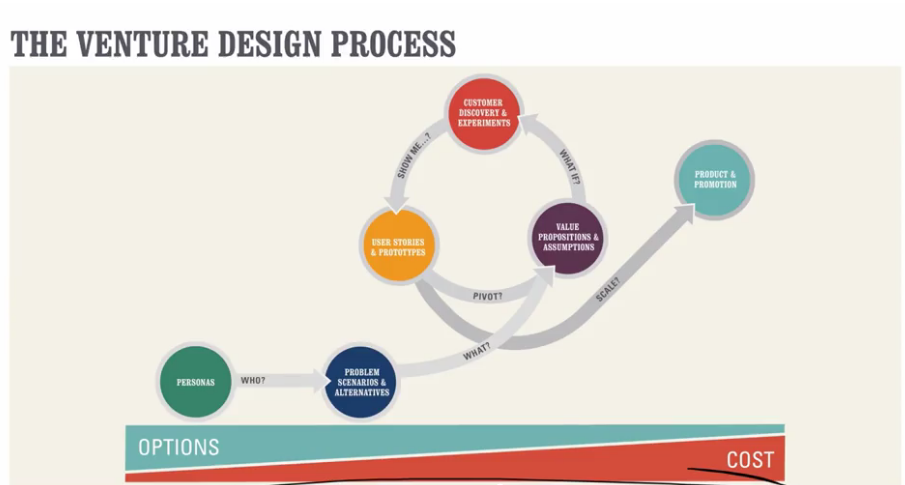 THE VENTURE DESIGN PROCESS
CUSTOMER
DISCOVERY &
EXPERIMENTS
SHOW ME...?
WHAT IF?
PRODUCT &
PROMOTION
USER STORIES
& PROTOTYPES
VALUE
PROPOSITIONS &
ASSUMPTIONS
PIVOT?
SCALE?
WHAT?
PERSONAS
WHO?
PROBLEM
SCENARIOS &
ALTERNATIVES
OPTIONS
COST